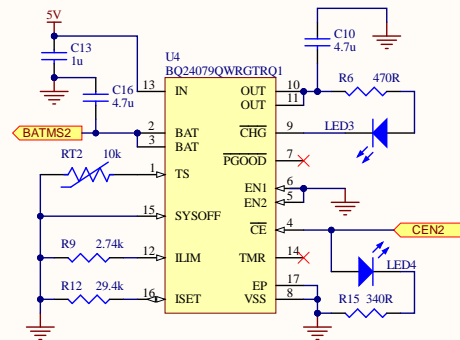 5V
C13
1u
C16
4.7u
U4
BQ24079QWRGTRQ1
C10
4.7u
R6 470R
13 IN
OUT 10
OUT 11
BATMS2
2 BAT
3 BAT
CHG 9
LED3
RT2 10k
1 TS
PGOOD 7
EN1 6
EN2 5
15 SYSOFF
CE 4
CEN2
R9 2.74k
12 ILIM
TMR 14
LED4
R12 29.4k
16 ISET
EP 17
VSS 8
R15 340R